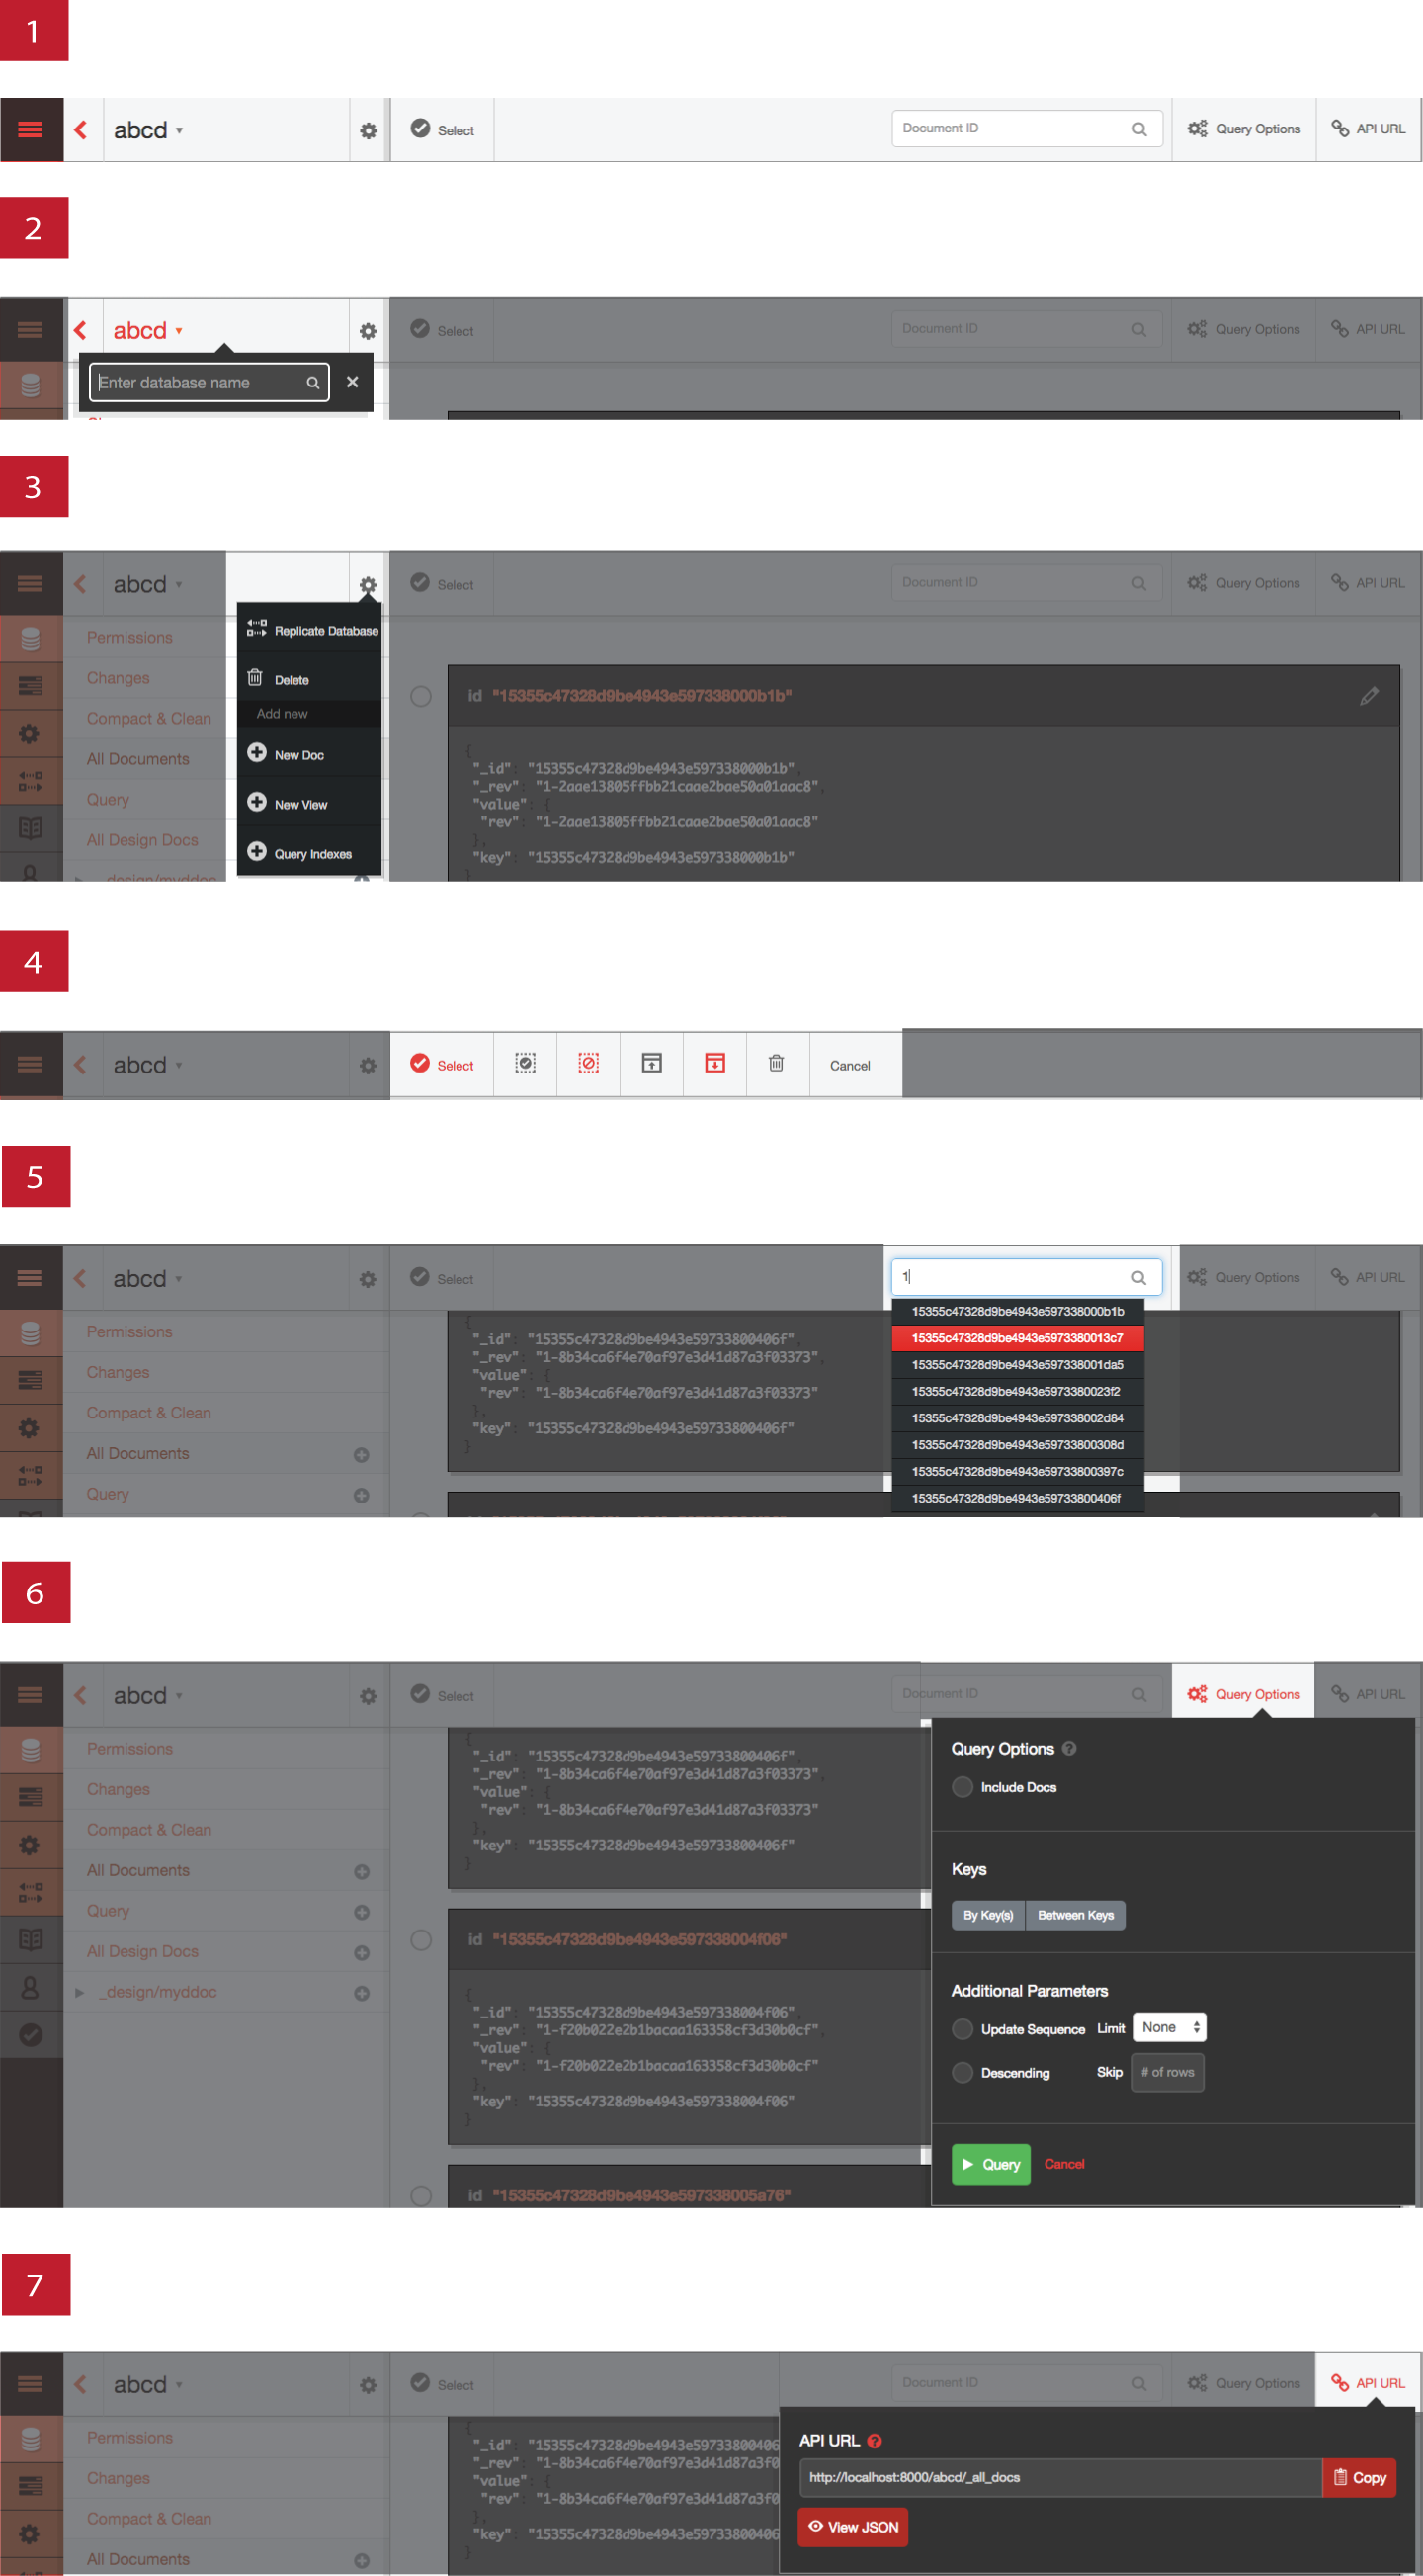 1
abcd
Select
Document ID
Query Options
API URL
2
abcd
Select
Document ID
Query Options
API URL
Enter database name
3
abcd
Select
Document ID
Query Options
API URL
Permissions
Changes
Compact & Clean
All Documents
Query
All Design Docs
_design/myddoc
Replicate Database
Delete
Add new
New Doc
New View
Query Indexes
id "15355c47328d9be4943e597338000b1b"
{
"_id": "15355c47328d9be4943e597338000b1b",
"_rev": "1-2aae13805ffbb21caae2bae50a01aac8",
"value": {
"rev": "1-2aae13805ffbb21caae2bae50a01aac8"
},
"key": "15355c47328d9be4943e597338000b1b"
}
4
abcd
Select
Cancel
5
abcd
Select
1
Query Options
API URL
Permissions
Changes
Compact & Clean
All Documents
Query
{
"_id": "15355c47328d9be4943e59733800406f",
"_rev": "1-8b34ca6f4e70af97e3d41d87a3f03373",
"value": {
"rev": "1-8b34ca6f4e70af97e3d41d87a3f03373"
},
"key": "15355c47328d9be4943e59733800406f"
}
15355c47328d9be4943e597338000b1b
15355c47328d9be4943e5973380013c7
15355c47328d9be4943e597338001da5
15355c47328d9be4943e5973380023f2
15355c47328d9be4943e597338002d84
15355c47328d9be4943e59733800308d
15355c47328d9be4943e59733800397c
15355c47328d9be4943e59733800406f
6
abcd
Select
Document ID
Query Options
API URL
Permissions
Changes
Compact & Clean
All Documents
Query
All Design Docs
_design/myddoc
{
"_id": "15355c47328d9be4943e59733800406f",
"_rev": "1-8b34ca6f4e70af97e3d41d87a3f03373",
"value": {
"rev": "1-8b34ca6f4e70af97e3d41d87a3f03373"
},
"key": "15355c47328d9be4943e59733800406f"
}
id "15355c47328d9be4943e597338004f06"
{
"_id": "15355c47328d9be4943e597338004f06",
"_rev": "1-f20b022e2b1bacaa163358cf3d30b0cf",
"value": {
"rev": "1-f20b022e2b1bacaa163358cf3d30b0cf"
},
"key": "15355c47328d9be4943e597338004f06"
}
id "15355c47328d9be4943e597338005a76"
Query Options
Include Docs
Keys
By Key(s) Between Keys
Additional Parameters
Update Sequence Limit None
Descending Skip # of rows
Query Cancel
7
abcd
Select
Document ID
Query Options
API URL
Permissions
Changes
Compact & Clean
All Documents
{
"_id": "15355c47328d9be4943e59733800406
"_rev": "1-8b34ca6f4e70af97e3d41d87a3f0
"value": {
"rev": "1-8b34ca6f4e70af97e3d41d87a3f0
},
"key": "15355c47328d9be4943e59733800406
}
API URL
http://localhost:8000/abcd/_all_docs
Copy
View JSON